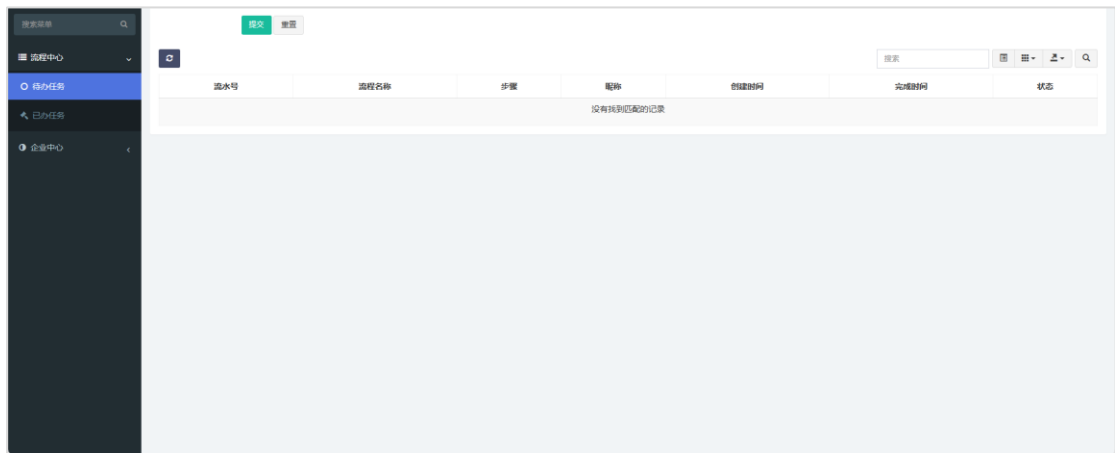 搜索菜单
流程中心
待办任务
已办任务
企业中心
提交 重置
搜索
流水号 流程名称 步骤 昵称 创建时间 完成时间 状态
没有找到匹配的记录